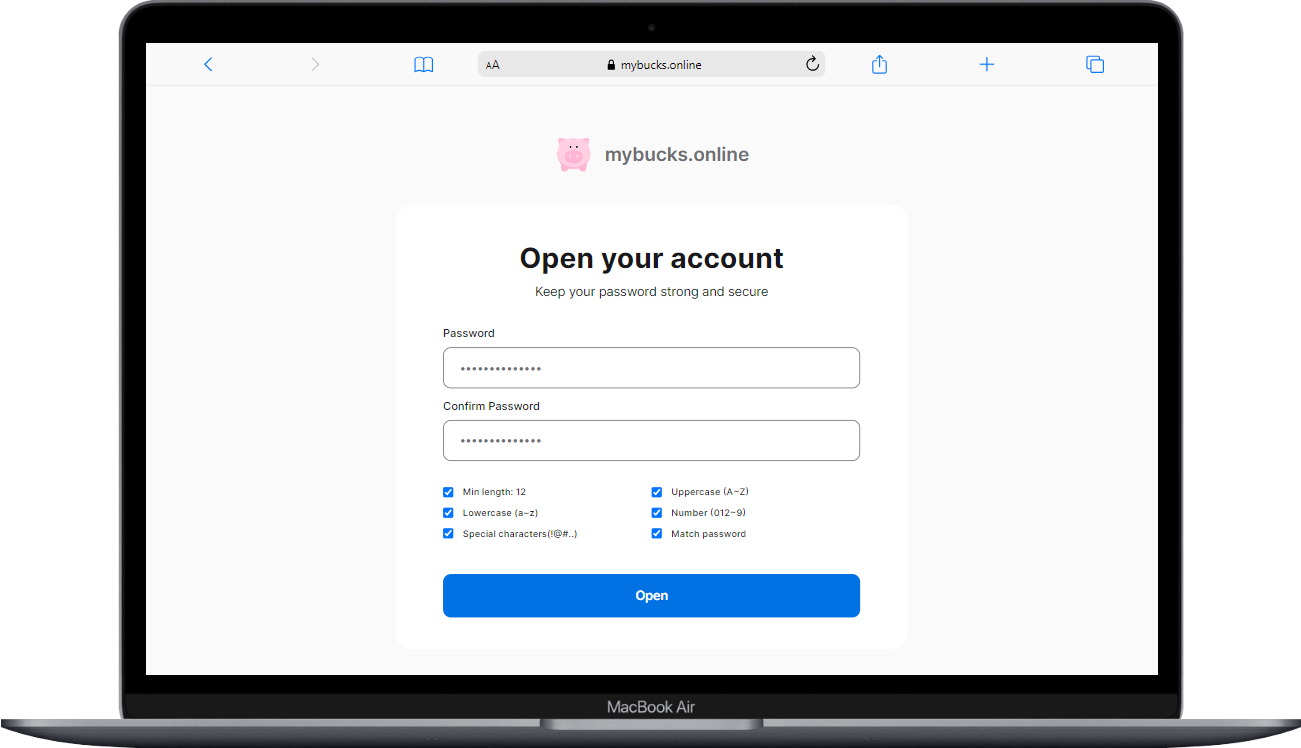 AA mybucks.online
mybucks.online
Open your account
Keep your password strong and secure
Password
••••••••••••••
Confirm Password
••••••••••••••
Min length: 12
Uppercase (A~Z)
Lowercase (a~z)
Number (012~9)
Special characters(!@#..)
Match password
Open
MacBook Air